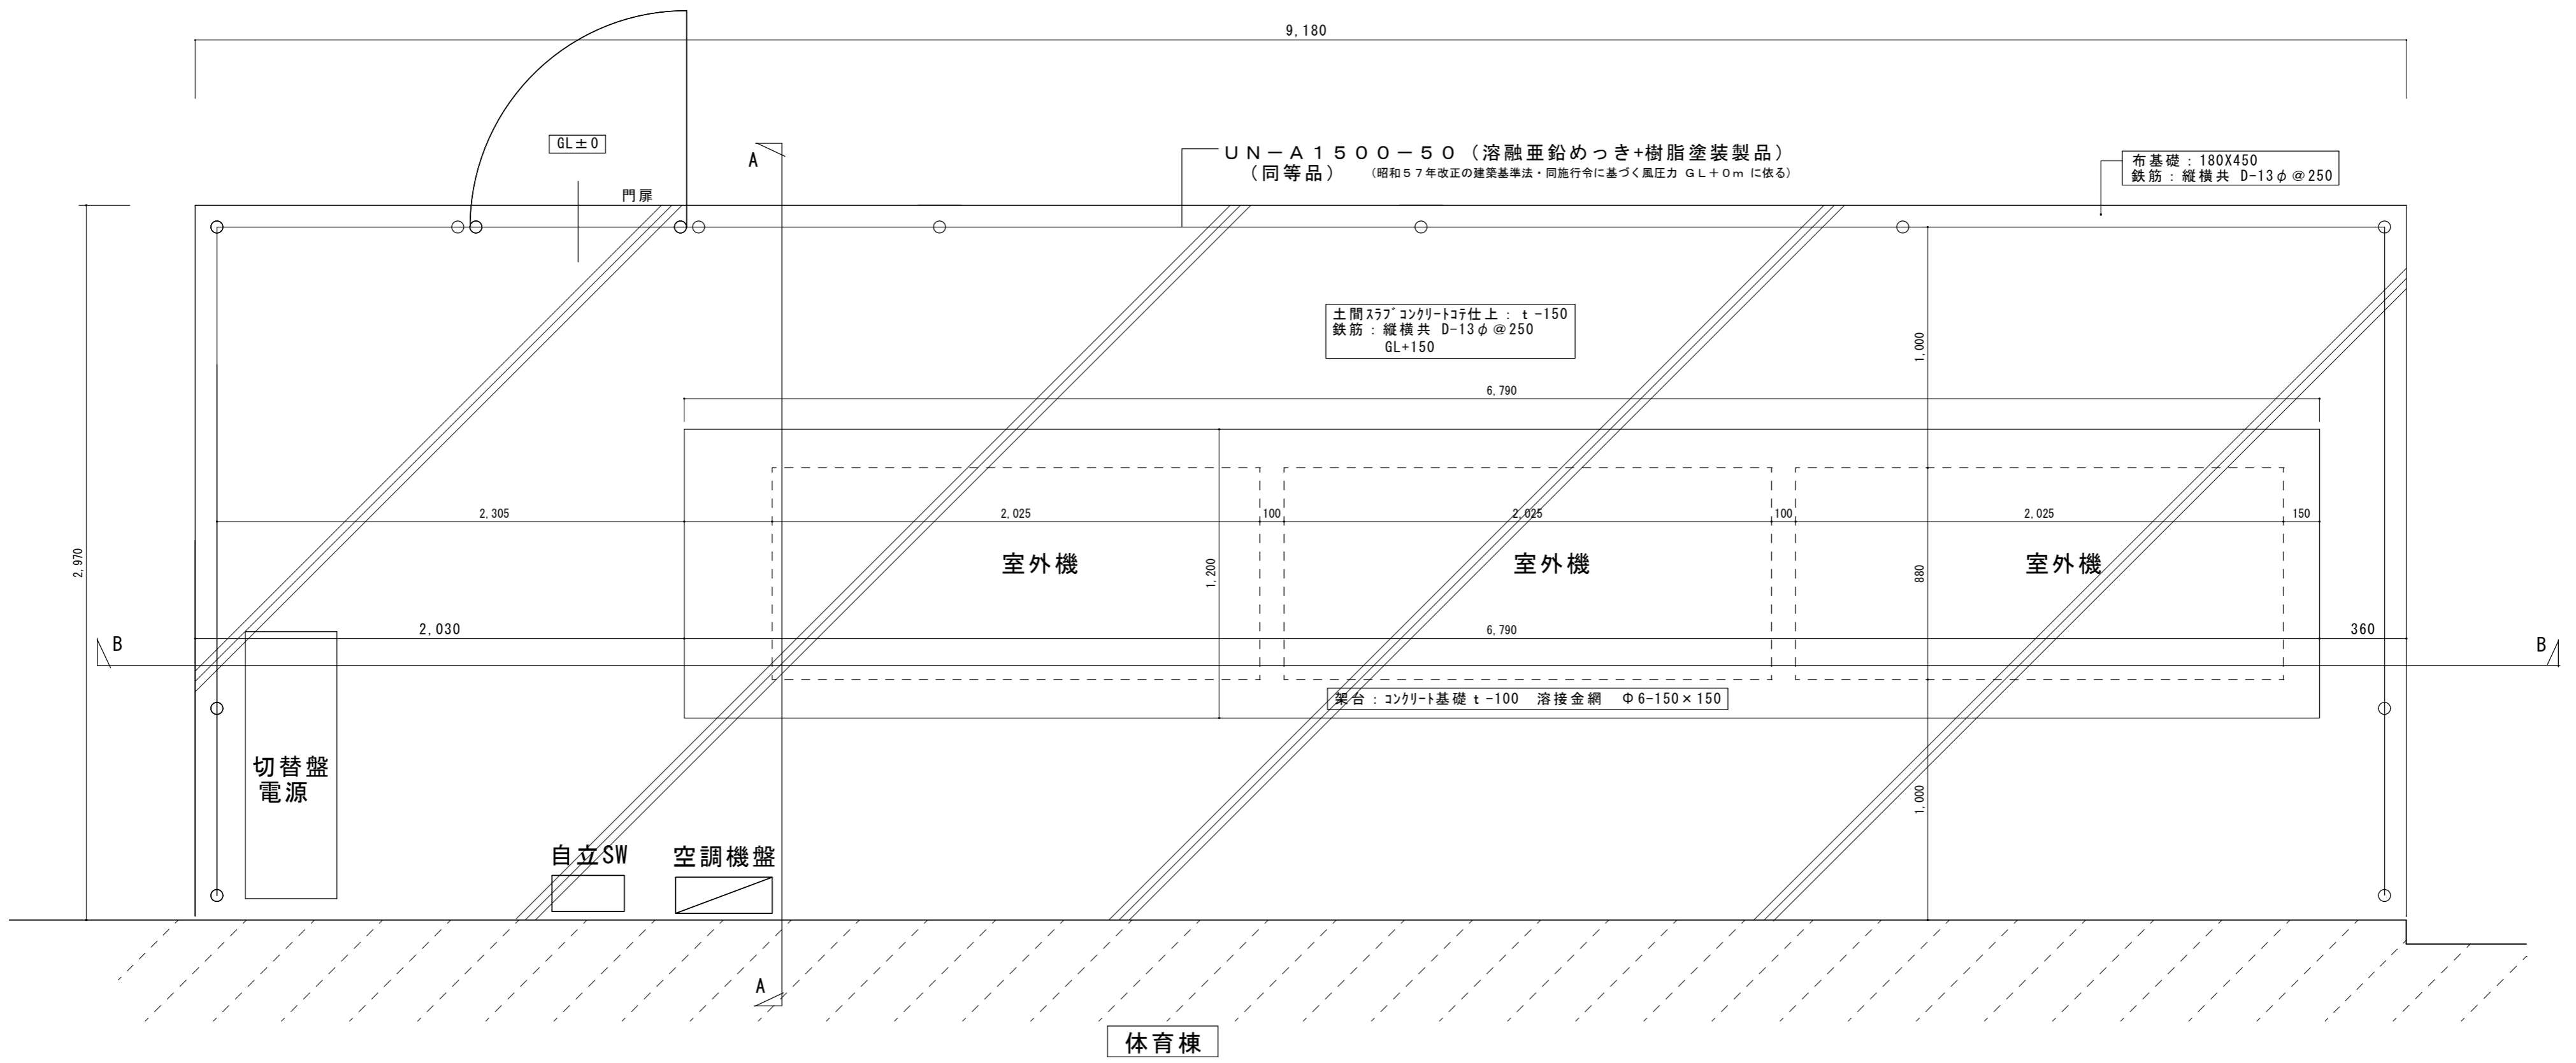 9,180
GL±0
A
UN－A1500－50（溶融亜鉛めっき+樹脂塗装製品）
（同等品） （昭和57年改正の建築基準法・同施行令に基づく風圧力 GL＋0m に依る）
布基礎：180X450
鉄筋：縦横共 D-13φ@250
門扉
土間ｽﾗﾌﾞｺﾝｸﾘｰﾄｺﾃ仕上：t-150
鉄筋：縦横共 D-13φ@250
GL+150
1,000
6,790
2,970
2,305
2,025
100
2,025
100
2,025
150
室外機
1,200
室外機
880
室外機
B
2,030
6,790
360
B
架台：ｺﾝｸﾘｰﾄ基礎 t-100 溶接金網 Φ6-150×150
切替盤
電源
1,000
自立SW
空調機盤
A
体育棟